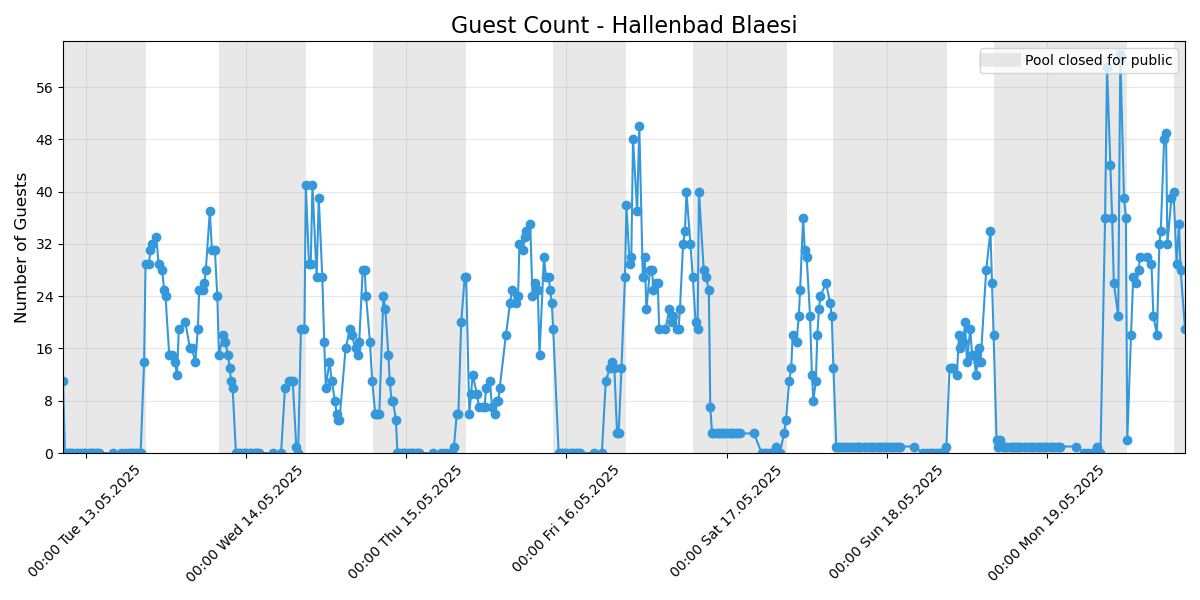 Guest Count - Hallenbad Blaesi
Pool closed for public
Number of Guests
56
48
40
32
24
16
8
0
00:00 Tue 13.05.2025
00:00 Wed 14.05.2025
00:00 Thu 15.05.2025
00:00 Fri 16.05.2025
00:00 Sat 17.05.2025
00:00 Sun 18.05.2025
00:00 Mon 19.05.2025